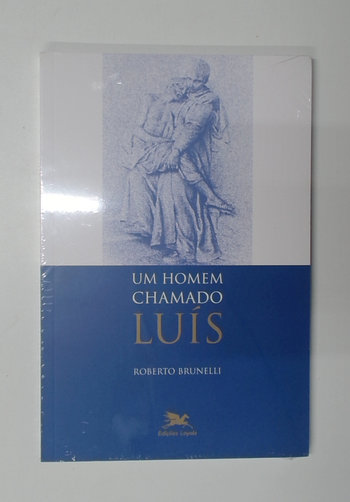 UM HOMEM
CHAMADO
LUÍS
ROBERTO BRUNELLI
Edições Loyola